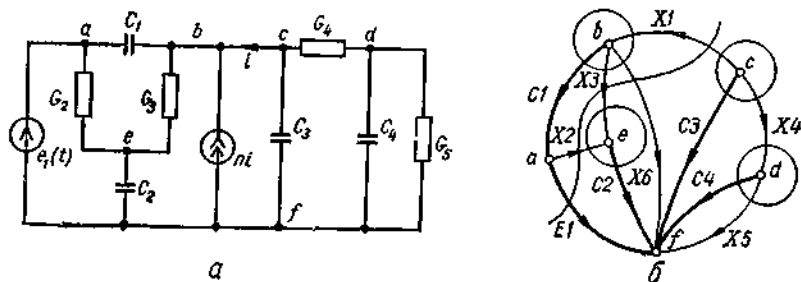 a C₁ b c G₄ d
i
G₂ G₃
e
e₁(t) ni C₃ C₄ G₅
C₂
f
а
b X1
c
C1 X3
X2 e C3 X4
a
C2 X6 C4 d
E1 f X5
б